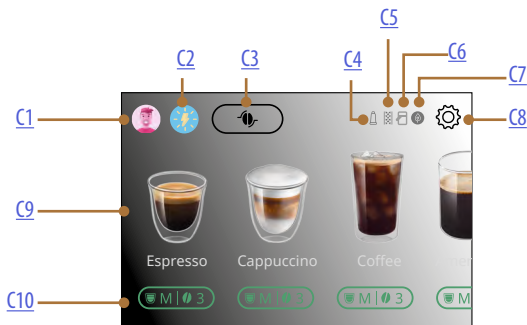 C5
C2 C3 C4 C6
C7
C1 C8
C9
Espresso Cappuccino Coffee
C10 M 3 M 3 M 3 M